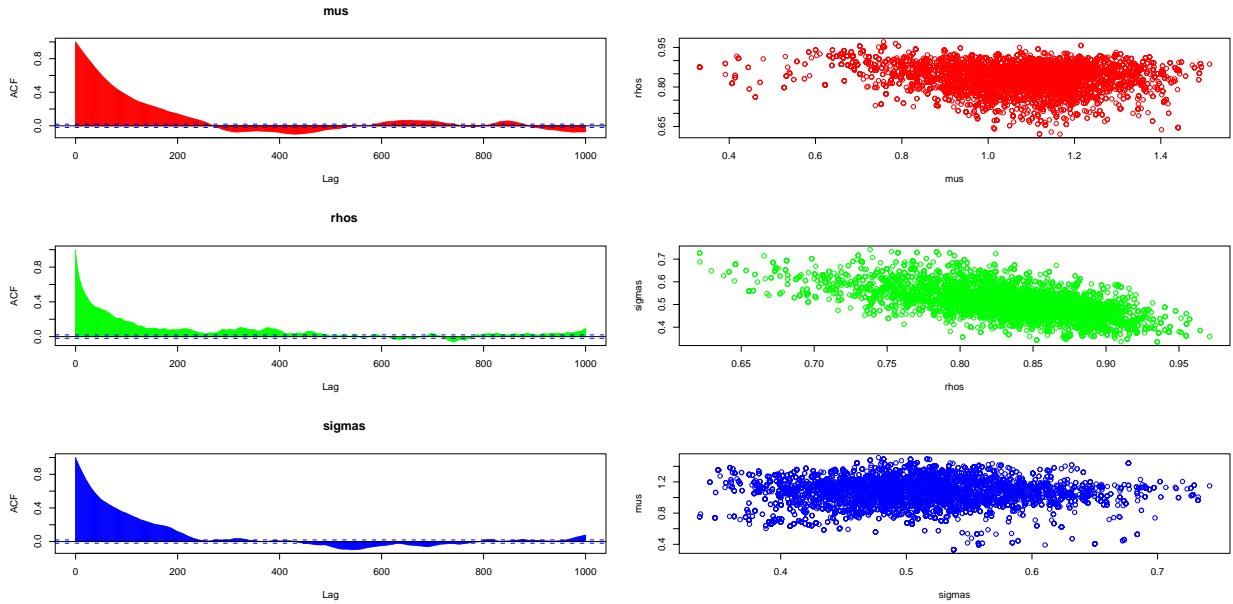 mus
ACF
0.0 0.4 0.8
0 200 400 600 800 1000
Lag
rhos
0.65 0.80 0.95
0.4 0.6 0.8 1.0 1.2 1.4
mus
rhos
ACF
0.0 0.4 0.8
0 200 400 600 800 1000
Lag
sigmas
0.4 0.5 0.6 0.7
0.65 0.70 0.75 0.80 0.85 0.90 0.95
rhos
sigmas
ACF
0.0 0.4 0.8
0 200 400 600 800 1000
Lag
mus
0.4 0.8 1.2
0.4 0.5 0.6 0.7
sigmas